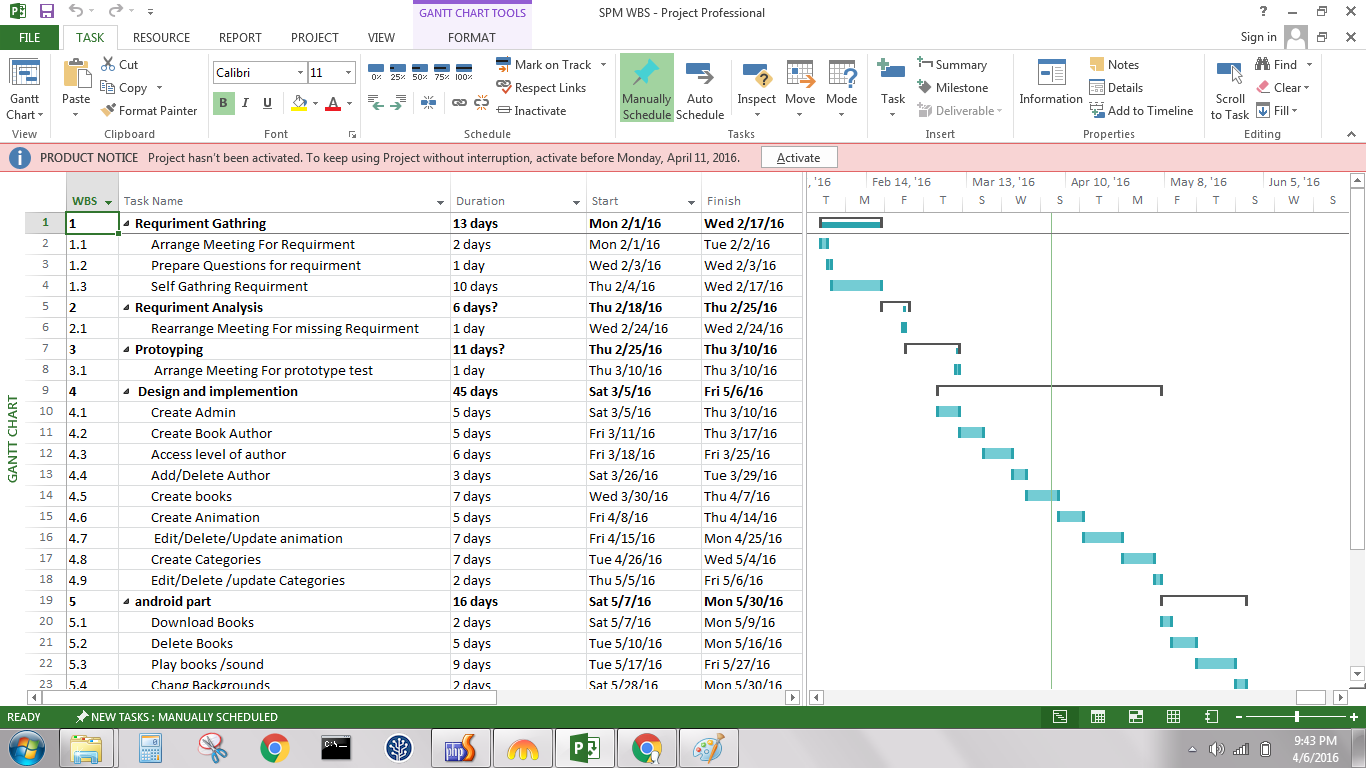 GANTT CHART TOOLS
SPM WBS - Project Professional
FILE TASK RESOURCE REPORT PROJECT VIEW FORMAT Sign in
Gantt Chart
View
Paste
Cut
Copy
Format Painter
Clipboard
Calibri 11
B I U A
Font
0% 25% 50% 75% 100%
Mark on Track
Respect Links
Inactivate
Schedule
Manually Schedule
Auto Schedule
Inspect
Move
Mode
Tasks
Task
Summary
Milestone
Deliverable
Insert
Information
Notes
Details
Add to Timeline
Properties
Scroll to Task
Find
Clear
Fill
Editing
PRODUCT NOTICE Project hasn't been activated. To keep using Project without interruption, activate before Monday, April 11, 2016. Activate
WBS Task Name Duration Start Finish
, '16 Feb 14, '16 Mar 13, '16 Apr 10, '16 May 8, '16 Jun 5, '16
T M F T S W S T M F T S W S
1 1 Requriment Gathring 13 days Mon 2/1/16 Wed 2/17/16
2 1.1 Arrange Meeting For Requirment 2 days Mon 2/1/16 Tue 2/2/16
3 1.2 Prepare Questions for requirment 1 day Wed 2/3/16 Wed 2/3/16
4 1.3 Self Gathring Requirment 10 days Thu 2/4/16 Wed 2/17/16
5 2 Requriment Analysis 6 days? Thu 2/18/16 Thu 2/25/16
6 2.1 Rearrange Meeting For missing Requirment 1 day Wed 2/24/16 Wed 2/24/16
7 3 Protoyping 11 days? Thu 2/25/16 Thu 3/10/16
8 3.1 Arrange Meeting For prototype test 1 day Thu 3/10/16 Thu 3/10/16
9 4 Design and implemention 45 days Sat 3/5/16 Fri 5/6/16
10 4.1 Create Admin 5 days Sat 3/5/16 Thu 3/10/16
11 4.2 Create Book Author 5 days Fri 3/11/16 Thu 3/17/16
12 4.3 Access level of author 6 days Fri 3/18/16 Fri 3/25/16
13 4.4 Add/Delete Author 3 days Sat 3/26/16 Tue 3/29/16
14 4.5 Create books 7 days Wed 3/30/16 Thu 4/7/16
15 4.6 Create Animation 5 days Fri 4/8/16 Thu 4/14/16
16 4.7 Edit/Delete/Update animation 7 days Fri 4/15/16 Mon 4/25/16
17 4.8 Create Categories 7 days Tue 4/26/16 Wed 5/4/16
18 4.9 Edit/Delete /update Categories 2 days Thu 5/5/16 Fri 5/6/16
19 5 android part 16 days Sat 5/7/16 Mon 5/30/16
20 5.1 Download Books 2 days Sat 5/7/16 Mon 5/9/16
21 5.2 Delete Books 5 days Tue 5/10/16 Mon 5/16/16
22 5.3 Play books /sound 9 days Tue 5/17/16 Fri 5/27/16
23 5.4 Chang Backgrounds 2 days Sat 5/28/16 Mon 5/30/16
GANTT CHART
READY NEW TASKS : MANUALLY SCHEDULED
C:\.
php
9:43 PM
4/6/2016